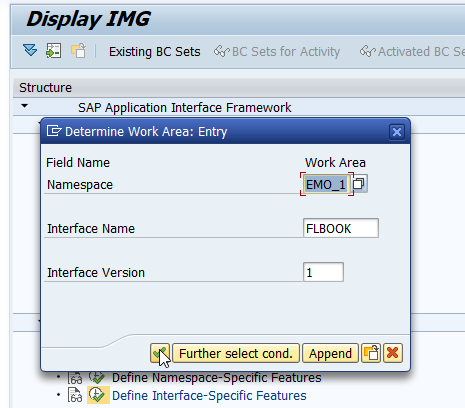 Display IMG
Existing BC Sets BC Sets for Activity Activated BC Se
Structure
SAP Application Interface Framework
Determine Work Area: Entry
Field Name Work Area
Namespace EMO_1
Interface Name FLBOOK
Interface Version 1
Further select cond. Append
Define Namespace-Specific Features
Define Interface-Specific Features